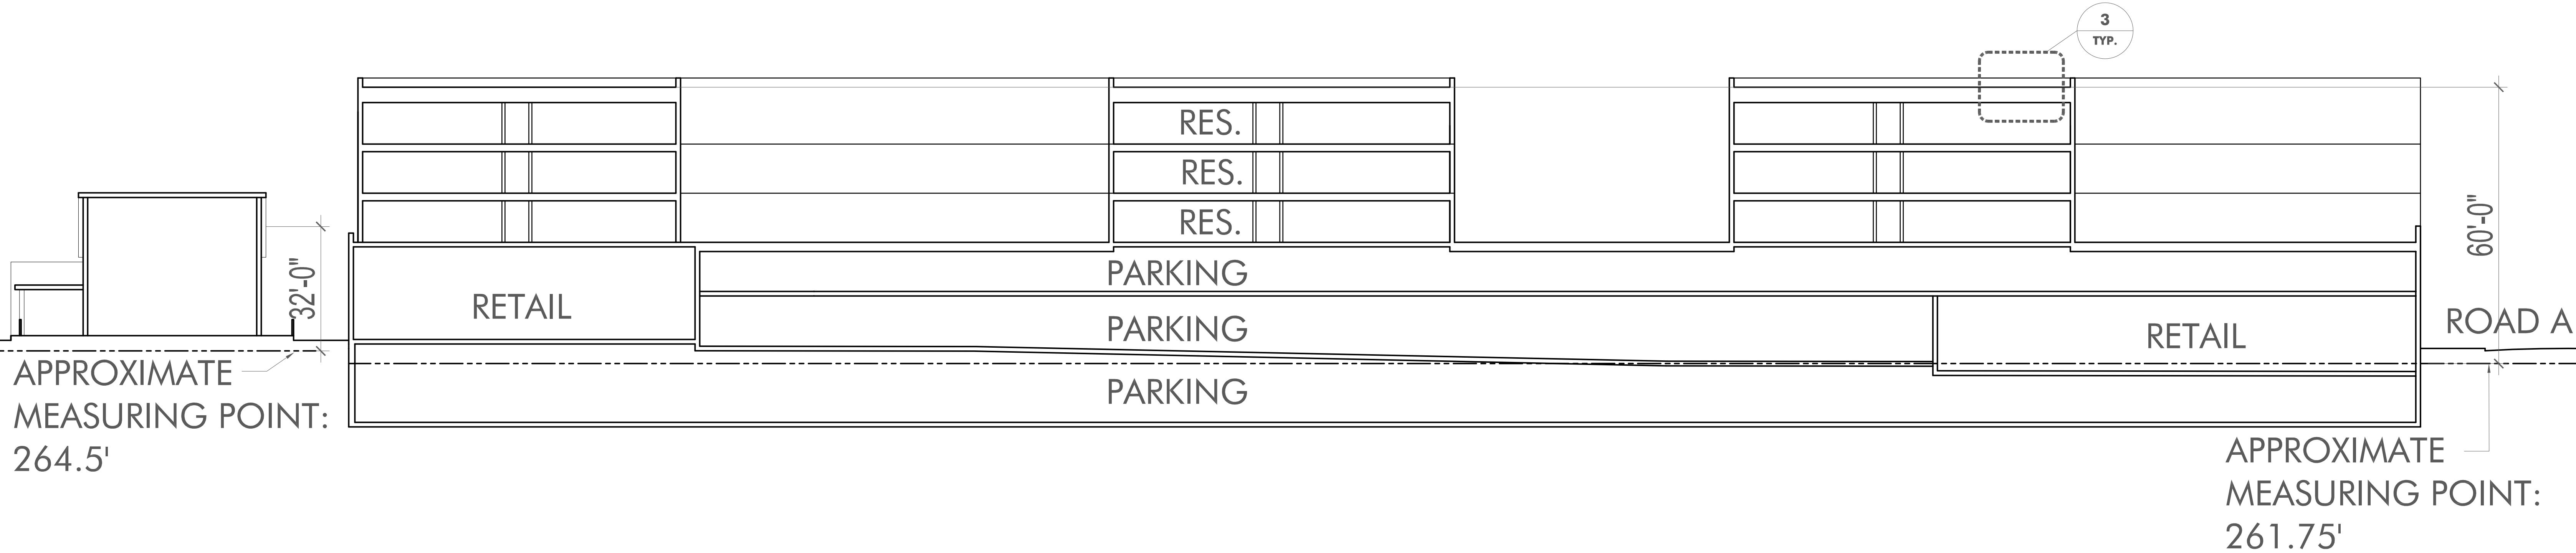 3
TYP.
RES.
RES.
RES.
60'-0"
32'-0"
PARKING
RETAIL
PARKING
RETAIL
ROAD A
PARKING
APPROXIMATE
MEASURING POINT:
264.5'
APPROXIMATE
MEASURING POINT:
261.75'